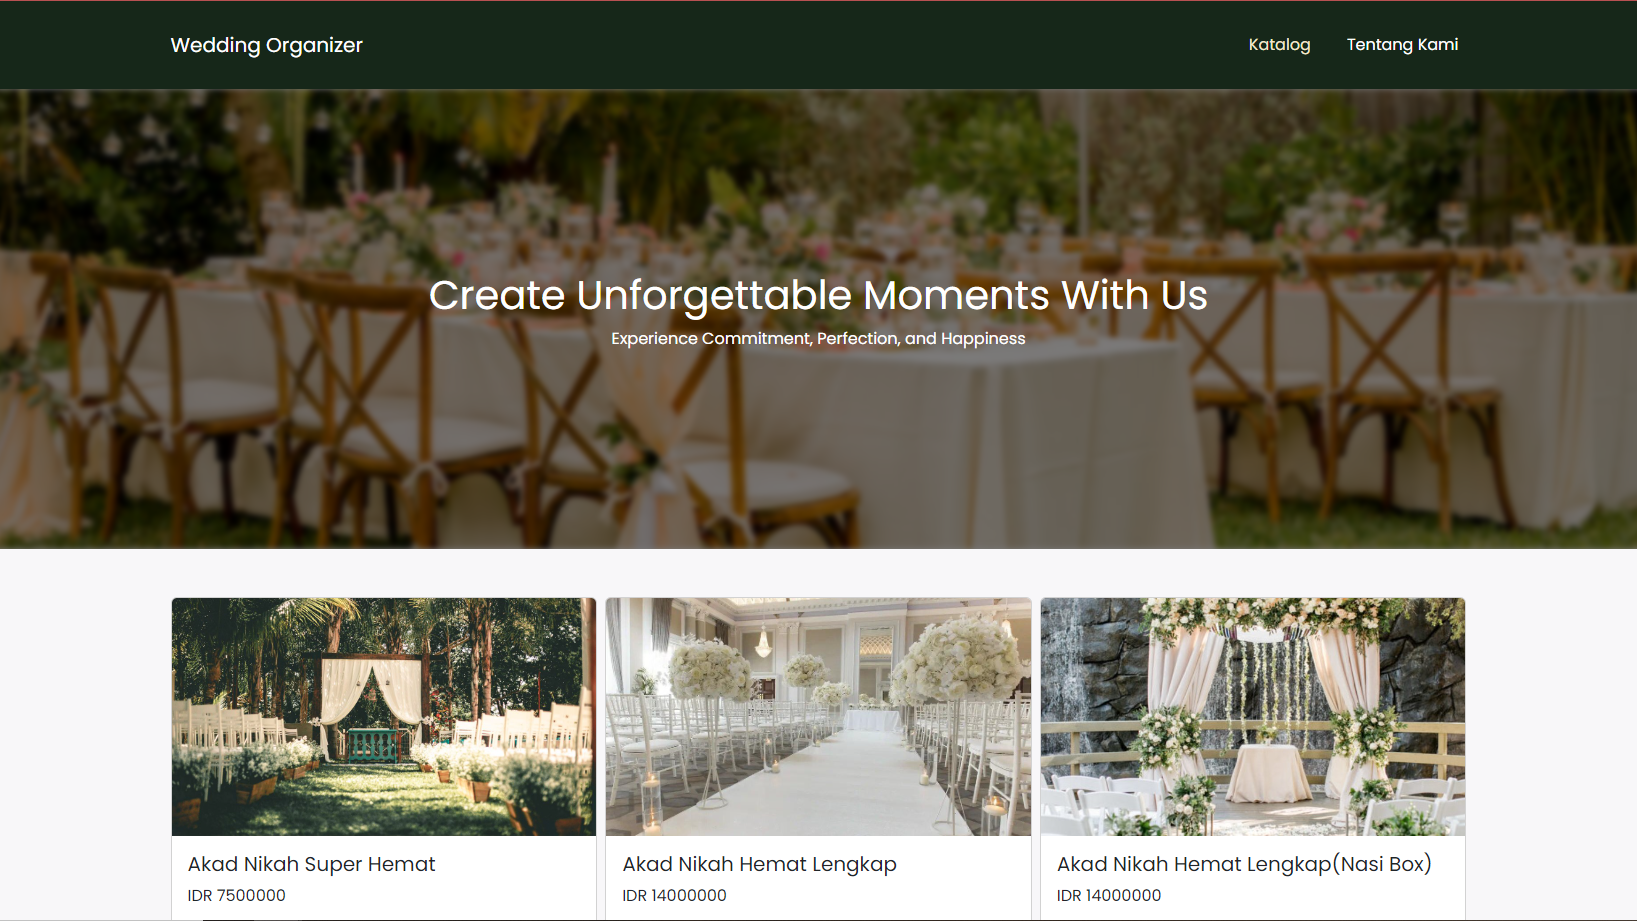 Wedding Organizer
Katalog
Tentang Kami
Create Unforgettable Moments With Us
Experience Commitment, Perfection, and Happiness
Akad Nikah Super Hemat
IDR 7500000
Akad Nikah Hemat Lengkap
IDR 14000000
Akad Nikah Hemat Lengkap(Nasi Box)
IDR 14000000